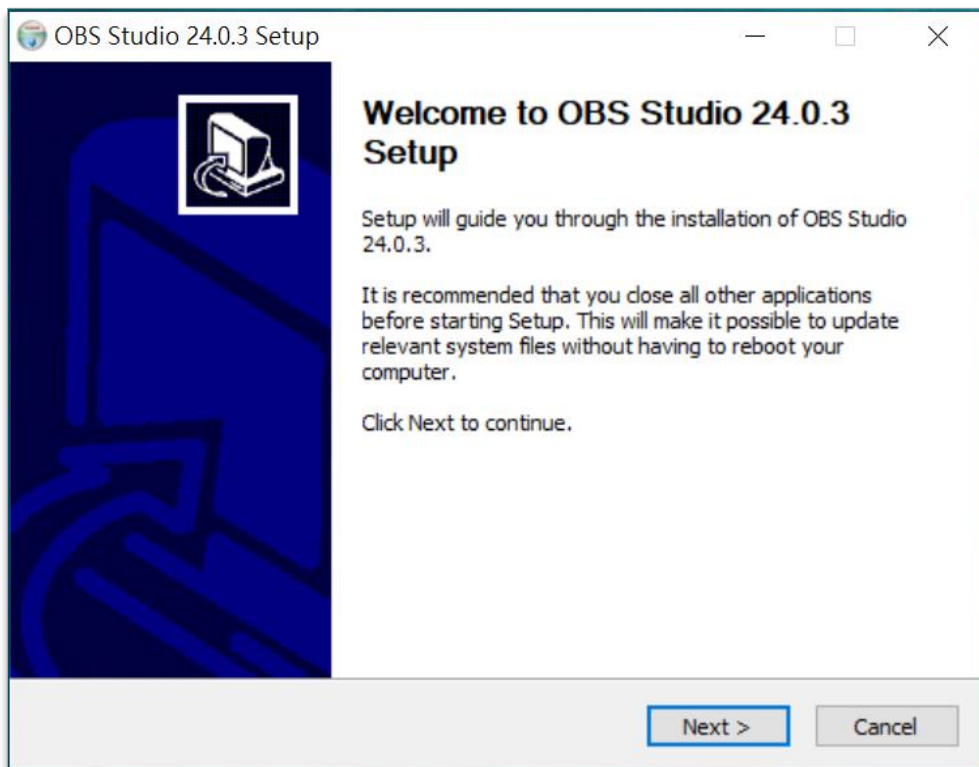 OBS Studio 24.0.3 Setup
Welcome to OBS Studio 24.0.3
Setup
Setup will guide you through the installation of OBS Studio
24.0.3.
It is recommended that you close all other applications
before starting Setup. This will make it possible to update
relevant system files without having to reboot your
computer.
Click Next to continue.
Next >
Cancel